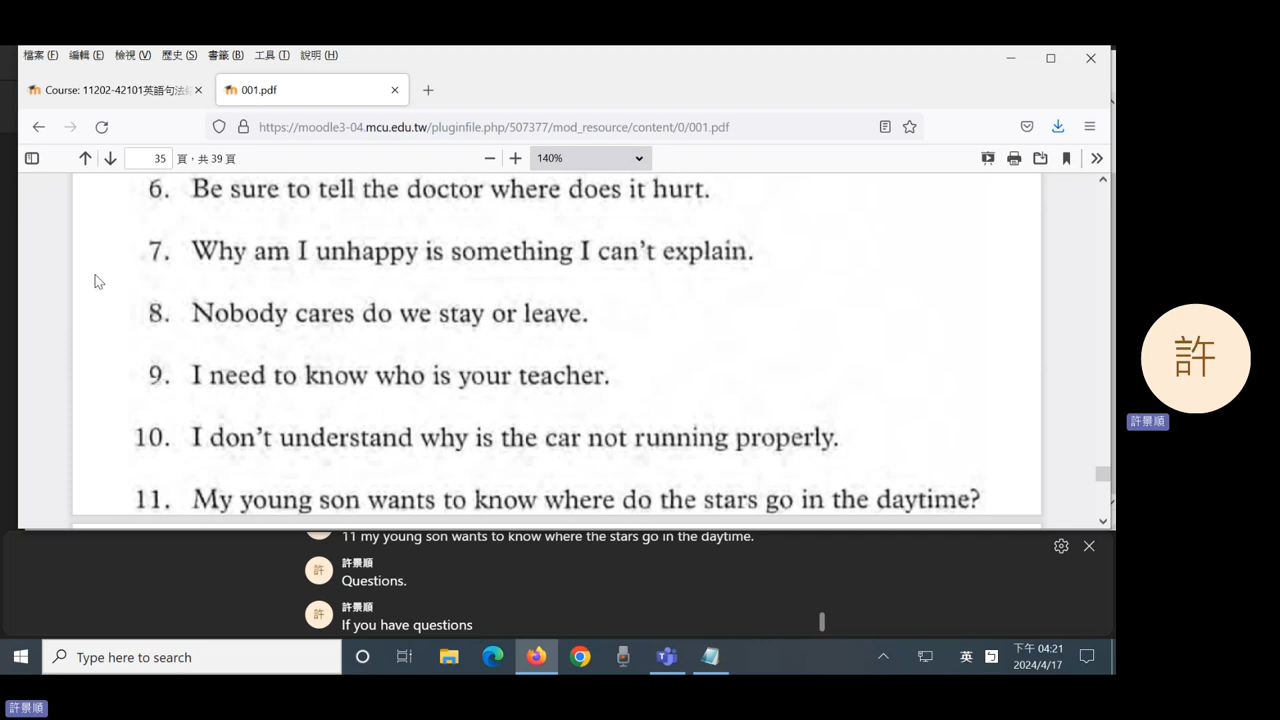 檔案 (F) 編輯 (E) 檢視 (V) 歷史 (S) 書籤 (B) 工具 (T) 說明 (H)
Course: 11202-42101英語句法
001.pdf
https://moodle3-04.mcu.edu.tw/pluginfile.php/507377/mod_resource/content/0/001.pdf
35 頁，共 39 頁
140%
6. Be sure to tell the doctor where does it hurt.
7. Why am I unhappy is something I can't explain.
8. Nobody cares do we stay or leave.
9. I need to know who is your teacher.
10. I don't understand why is the car not running properly.
11. My young son wants to know where do the stars go in the daytime?
許
許景順
11 my young son wants to know where the stars go in the daytime.
許 許景順
Questions.
許 許景順
If you have questions
Type here to search
英
下午 04:21
2024/4/17
許景順